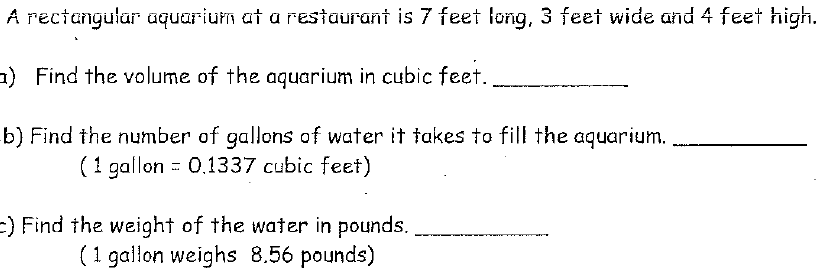 A rectangular aquarium at a restaurant is 7 feet long, 3 feet wide and 4 feet high.
a) Find the volume of the aquarium in cubic feet. ___________
b) Find the number of gallons of water it takes to fill the aquarium. ___________
(1 gallon = 0.1337 cubic feet)
c) Find the weight of the water in pounds. ___________
(1 gallon weighs 8.56 pounds)